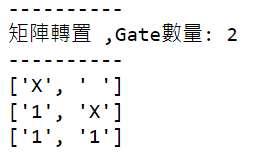 ----------
矩陣轉置 ,Gate數量: 2
----------
['X', ' ']
['1', 'X']
['1', '1']